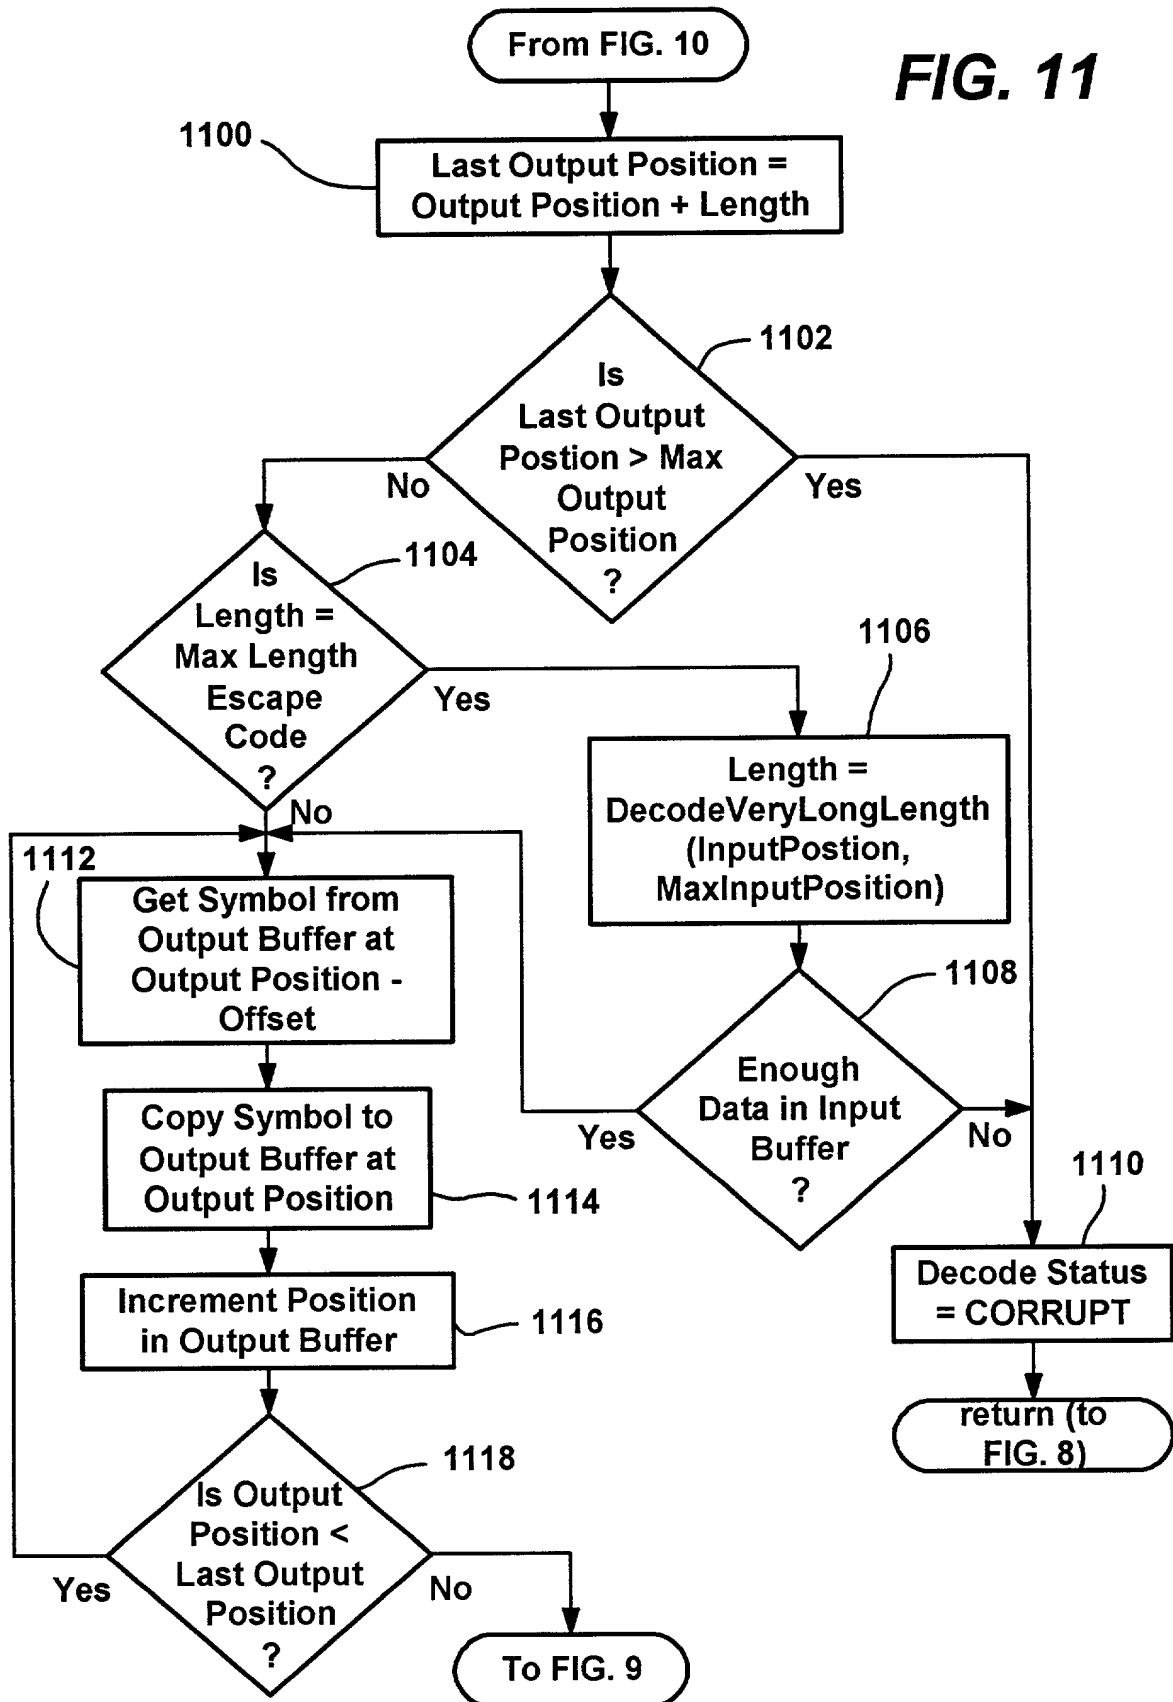 From FIG. 10
FIG. 11
1100
Last Output Position =
Output Position + Length
1102
Is
Last Output
Postion > Max
Output
Position
?
No
Yes
1104
Is
Length =
Max Length
Escape
Code
?
Yes
No
1106
Length =
DecodeVeryLongLength
(InputPostion,
MaxInputPosition)
1108
Enough
Data in Input
Buffer
?
Yes
No
1110
Decode Status
= CORRUPT
return (to
FIG. 8)
1112
Get Symbol from
Output Buffer at
Output Position -
Offset
Copy Symbol to
Output Buffer at
Output Position
1114
Increment Position
in Output Buffer
1116
1118
Is Output
Position <
Last Output
Position
?
Yes
No
To FIG. 9